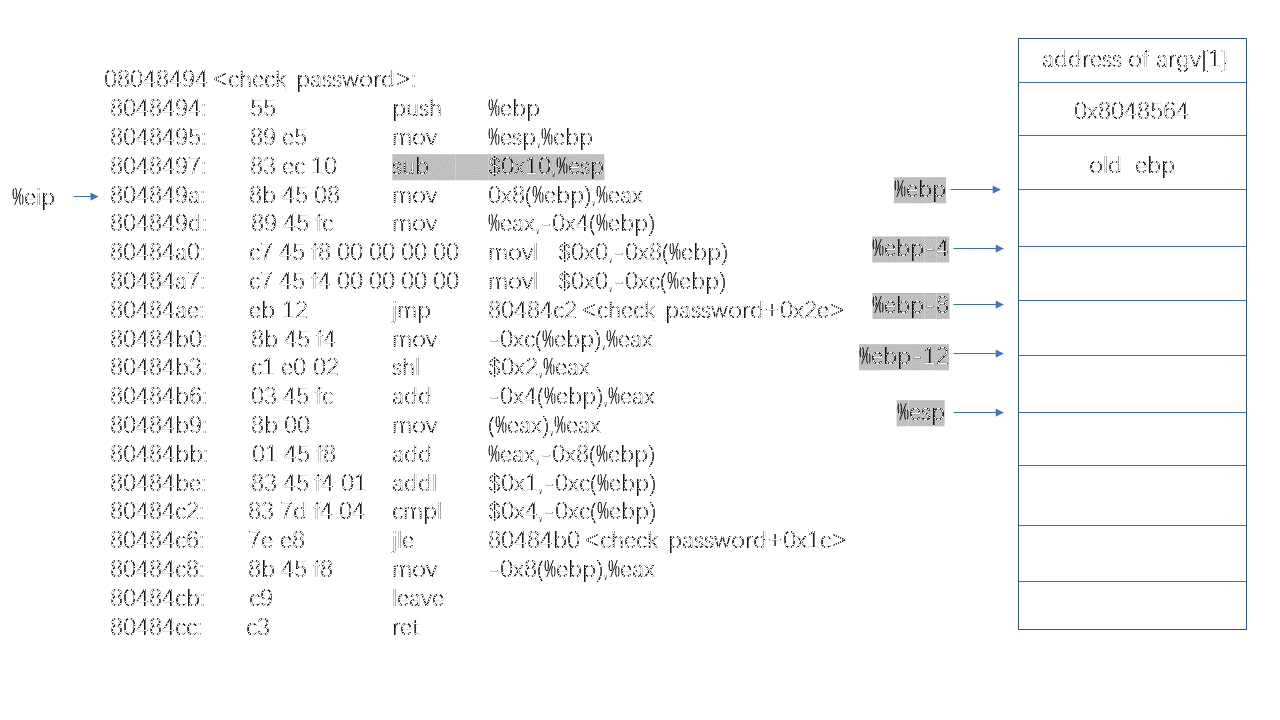 08048494 <check password>:
8048494: 55 push %ebp
8048495: 89 e5 mov %esp,%ebp
8048497: 83 ec 10 sub $0x10,%esp
%eip
804849a: 8b 45 08 mov 0x8(%ebp),%eax
804849d: 89 45 fc mov %eax,-0x4(%ebp)
80484a0: c7 45 f8 00 00 00 00 movl $0x0,-0x8(%ebp)
80484a7: c7 45 f4 00 00 00 00 movl $0x0,-0xc(%ebp)
80484ae: eb 12 jmp 80484c2 <check password+0x2e>
80484b0: 8b 45 f4 mov -0xc(%ebp),%eax
80484b3: c1 e0 02 shl $0x2,%eax
80484b6: 03 45 fc add -0x4(%ebp),%eax
80484b9: 8b 00 mov (%eax),%eax
80484bb: 01 45 f8 add %eax,-0x8(%ebp)
80484be: 83 45 f4 01 addl $0x1,-0xc(%ebp)
80484c2: 83 7d f4 04 cmpl $0x4,-0xc(%ebp)
80484c6: 7e e8 jle 80484b0 <check password+0x1c>
80484c8: 8b 45 f8 mov -0x8(%ebp),%eax
80484cb: c9 leave
80484cc: c3 ret
address of argv[1]
0x8048564
old ebp
%ebp
%ebp-4
%ebp-8
%ebp-12
%esp